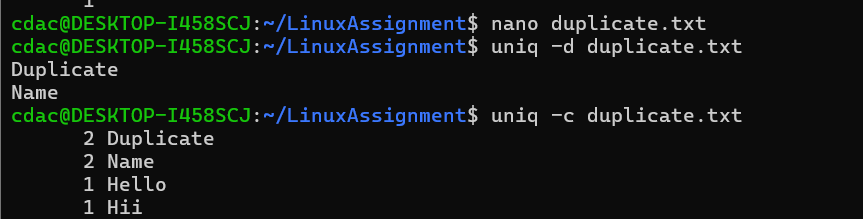 1
cdac@DESKTOP-I458SCJ:~/LinuxAssignment$ nano duplicate.txt
cdac@DESKTOP-I458SCJ:~/LinuxAssignment$ uniq -d duplicate.txt
Duplicate
Name
cdac@DESKTOP-I458SCJ:~/LinuxAssignment$ uniq -c duplicate.txt
      2 Duplicate
      2 Name
      1 Hello
      1 Hii